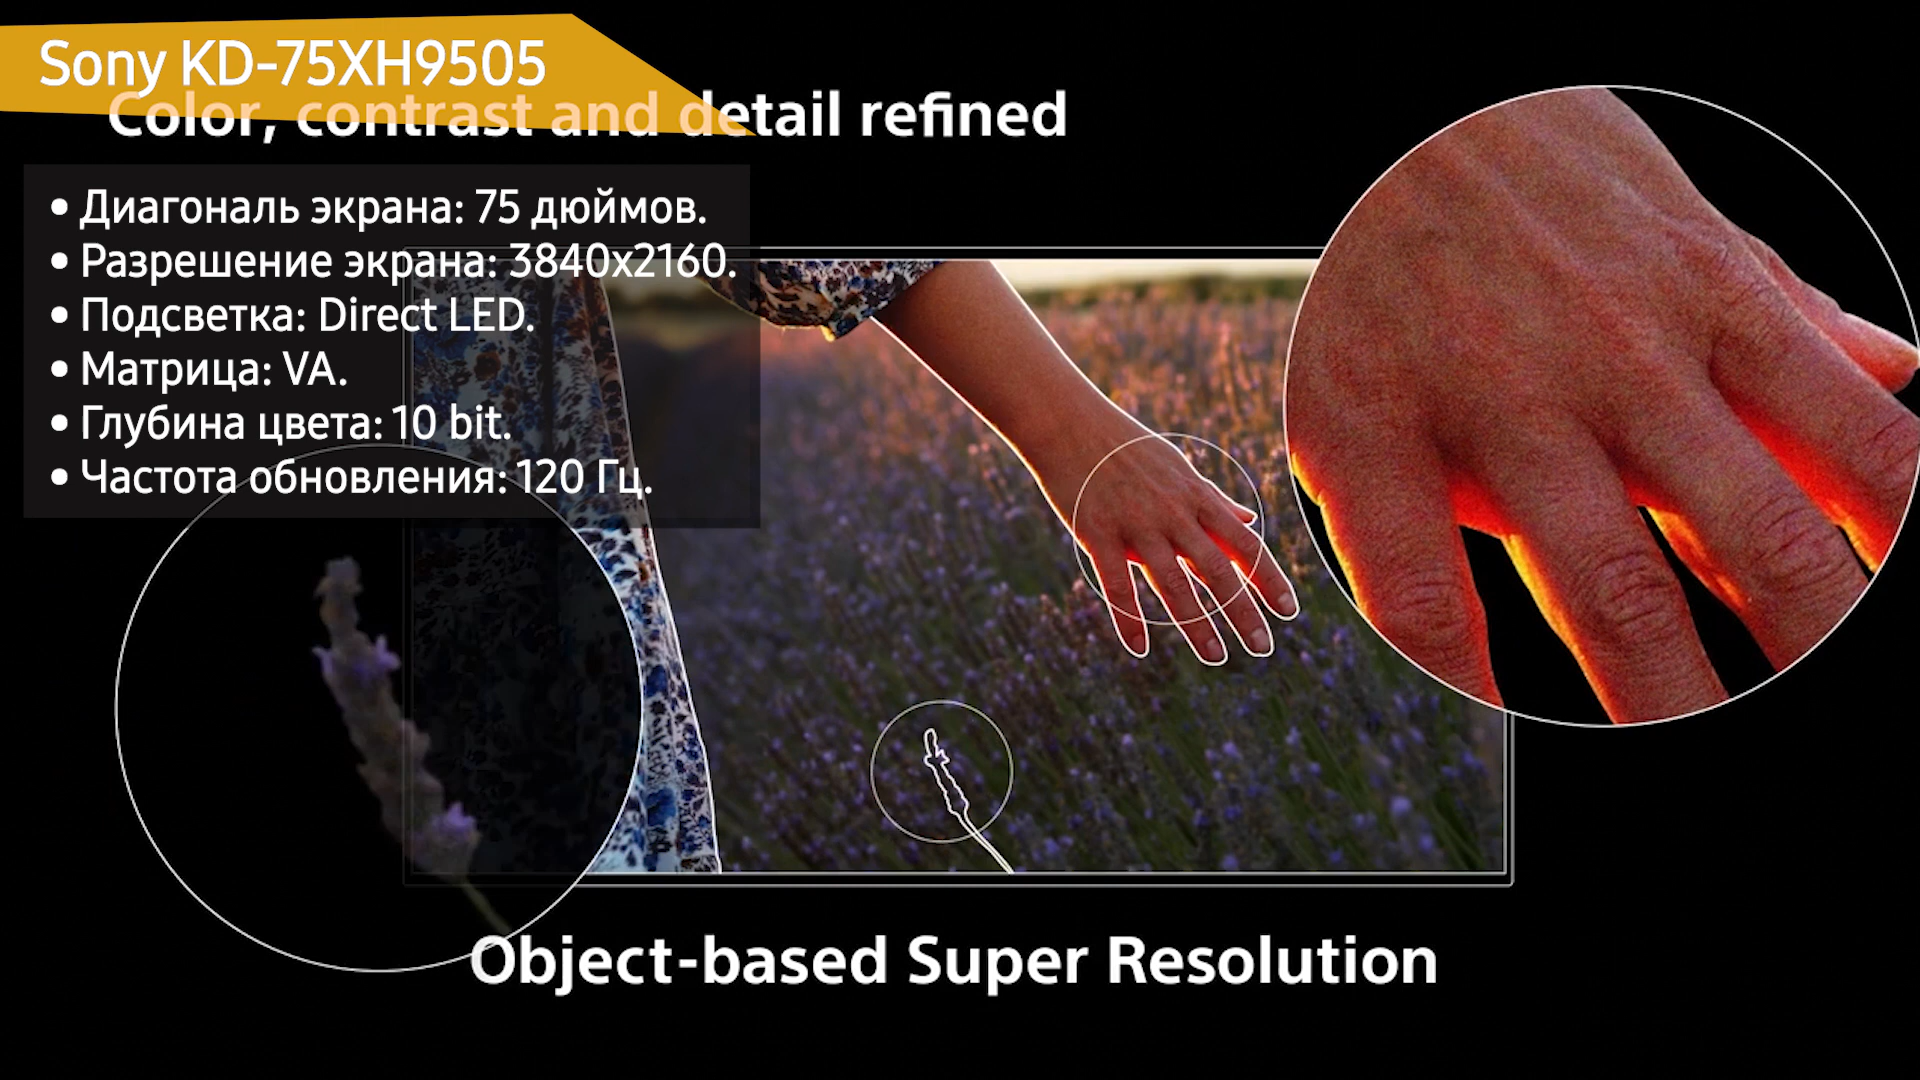 Sony KD-75XH9505
Color, contrast and detail refined
• Диагональ экрана: 75 дюймов.
• Разрешение экрана: 3840x2160.
• Подсветка: Direct LED.
• Матрица: VA.
• Глубина цвета: 10 bit.
• Частота обновления: 120 Гц.
Object-based Super Resolution